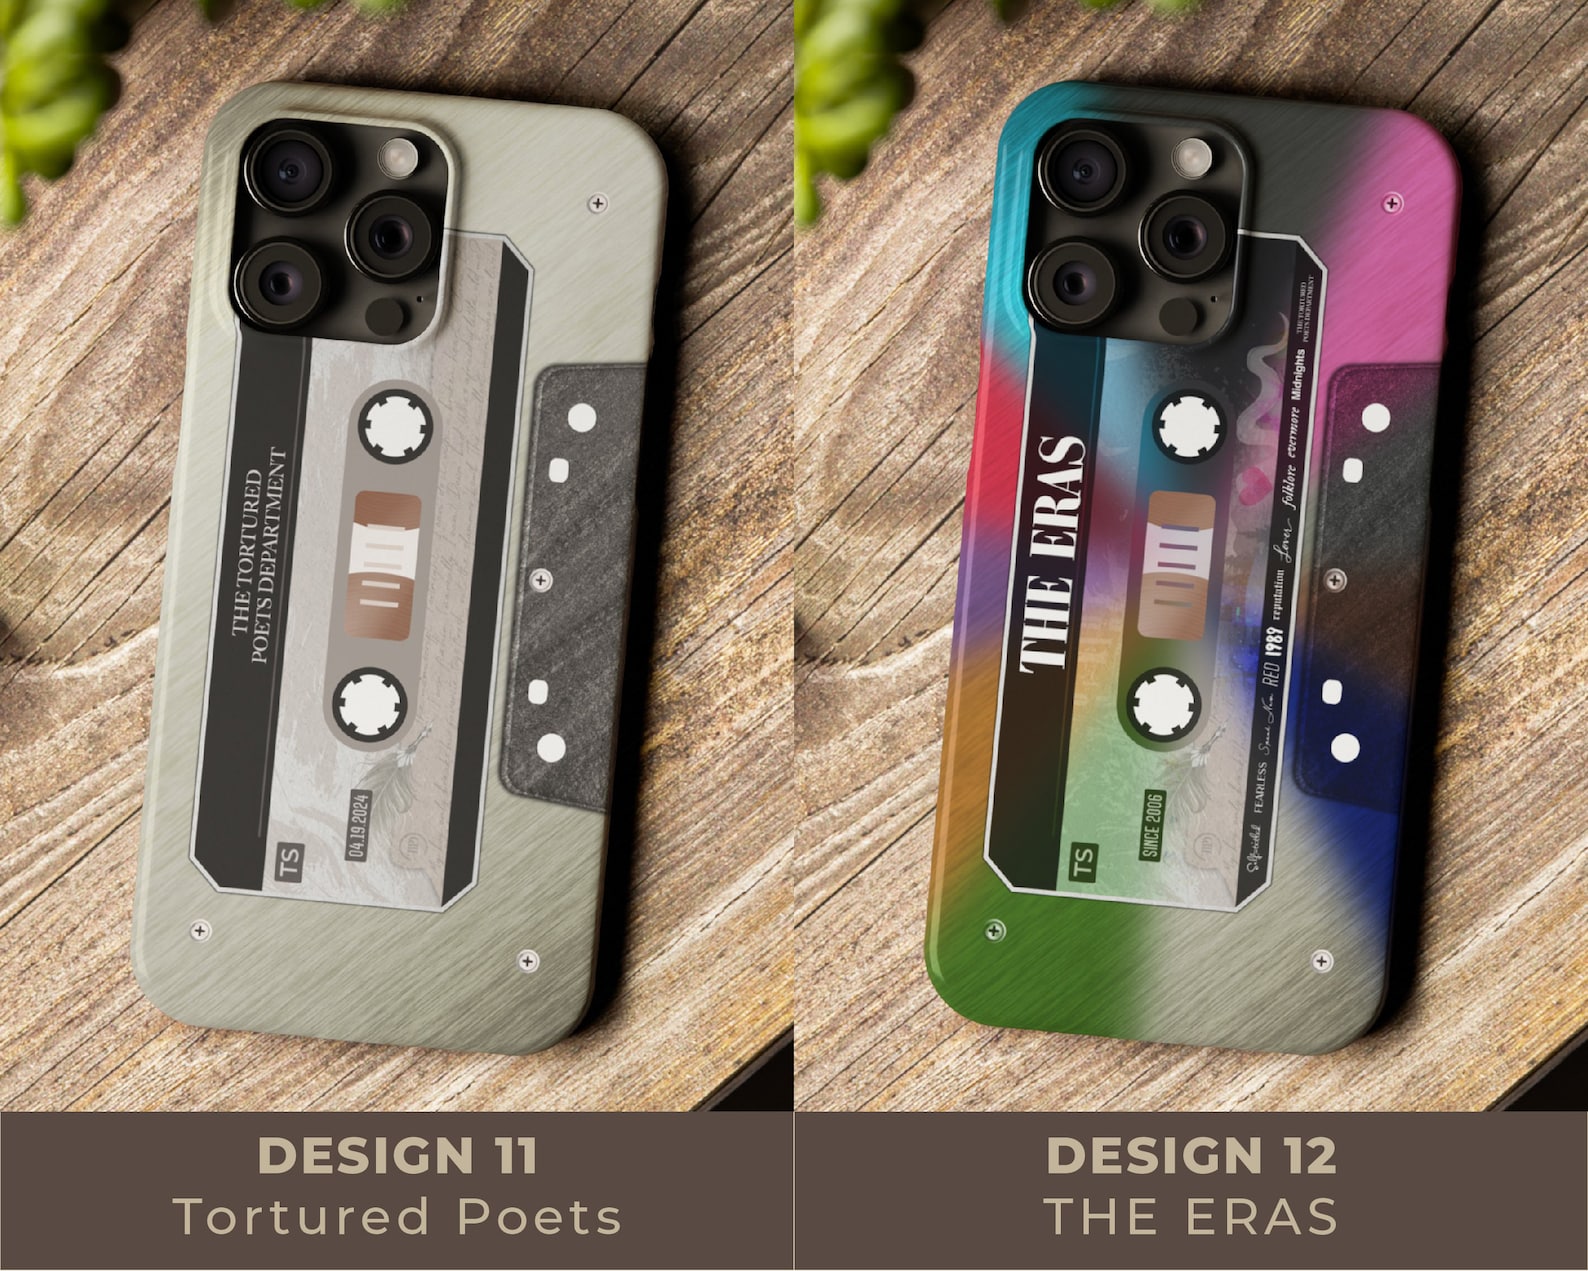 THE TORTURED
POETS DEPARTMENT
TS
04.19.2024
DESIGN 11
Tortured Poets
THE ERAS
TS
SINCE 2006
FEARLESS
Speak Now
RED
1989
reputation
Lover
folklore
evermore
Midnights
THE TORTURED
POETS DEPARTMENT
DESIGN 12
THE ERAS